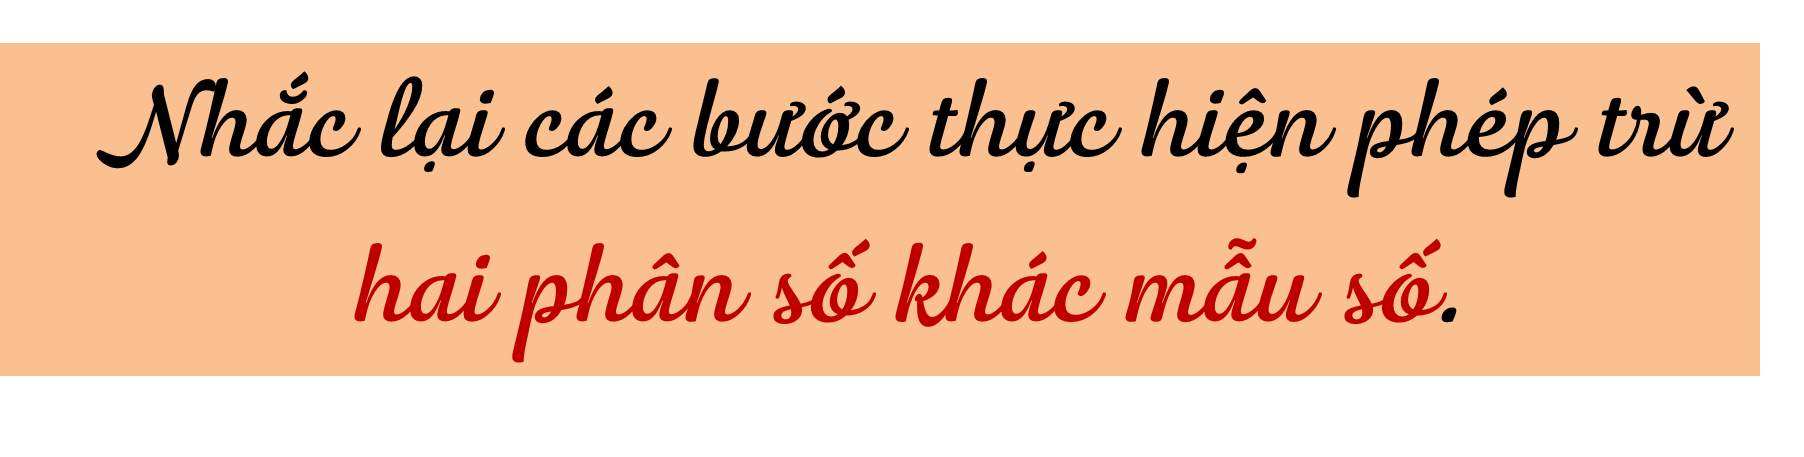 Nhắc lại các bước thực hiện phép trừ
hai phân số khác mẫu số.